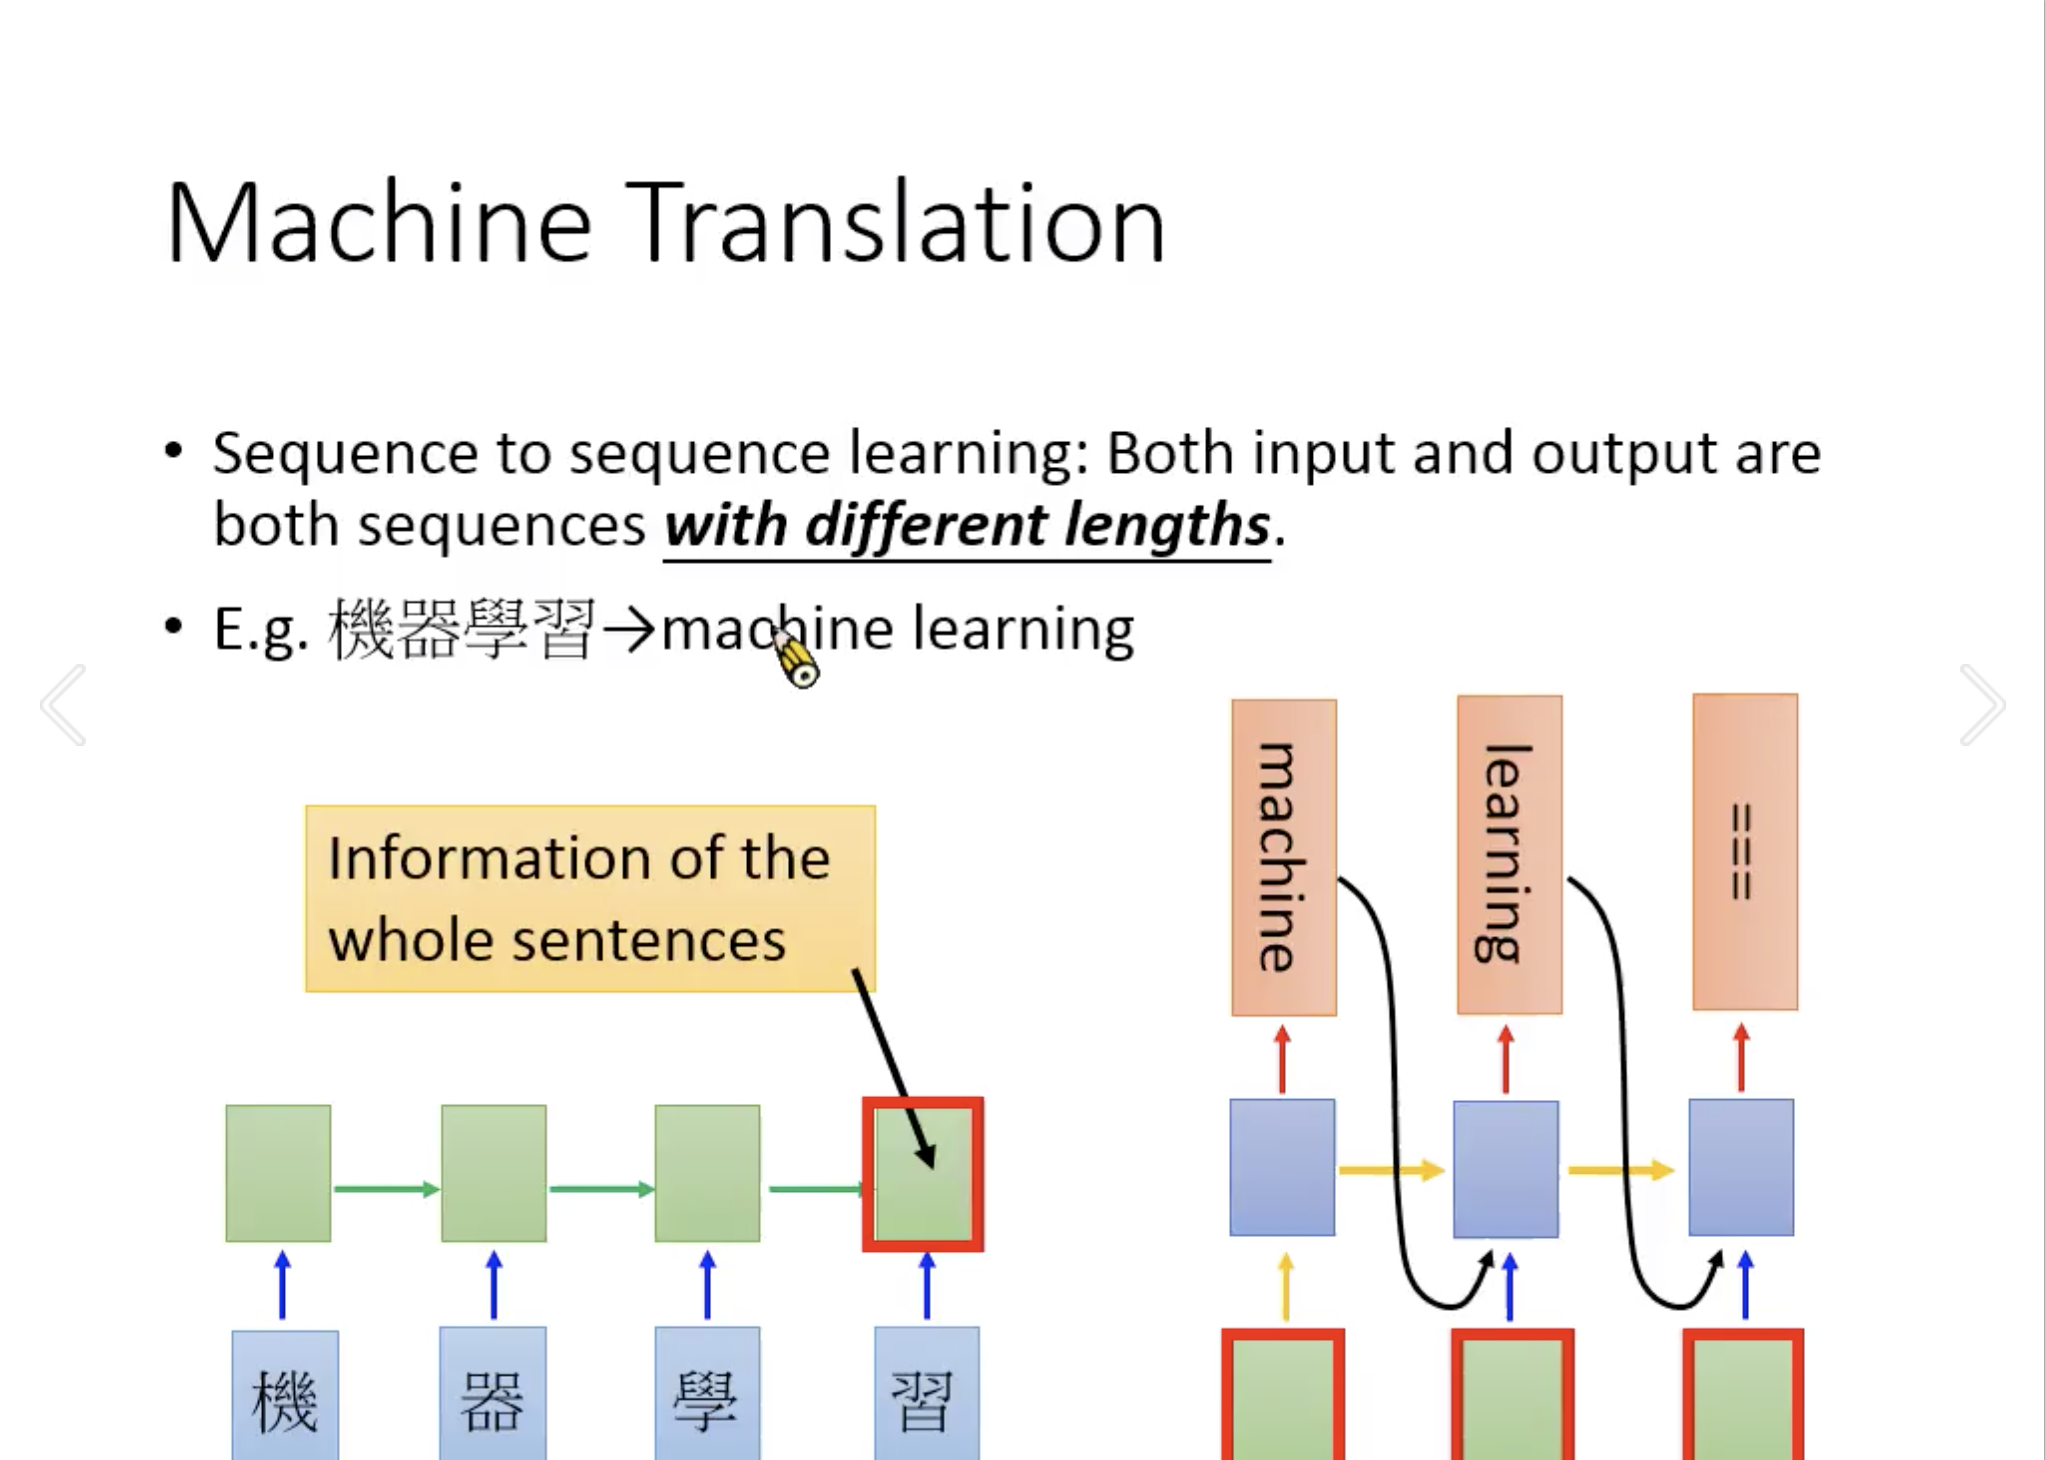 Machine Translation
• Sequence to sequence learning: Both input and output are
both sequences with different lengths.
• E.g. 機器學習→machine learning
Information of the
whole sentences
machine
learning
===
機
器
學
習